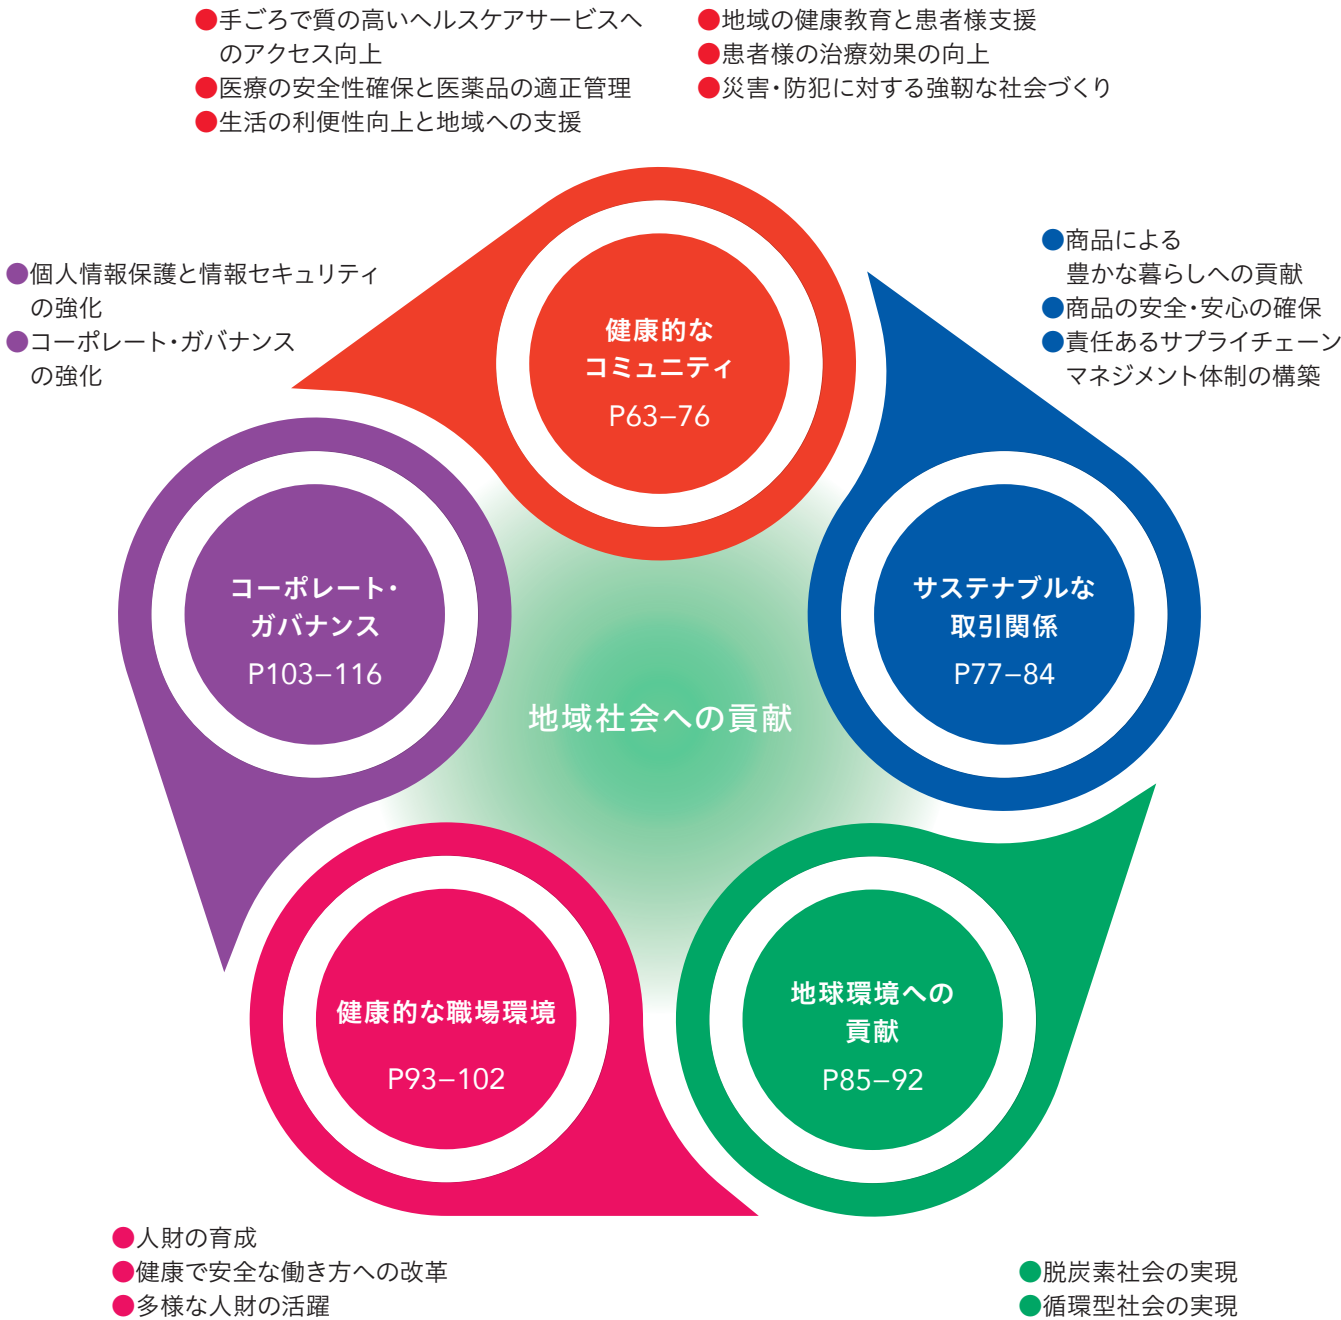 ●手ごろで質の高いヘルスケアサービスへ
のアクセス向上
●医療の安全性確保と医薬品の適正管理
●生活の利便性向上と地域への支援
●地域の健康教育と患者様支援
●患者様の治療効果の向上
●災害・防犯に対する強靭な社会づくり
●個人情報保護と情報セキュリティ
の強化
●コーポレート・ガバナンス
の強化
●商品による
豊かな暮らしへの貢献
●商品の安全・安心の確保
●責任あるサプライチェーン
マネジメント体制の構築
健康的な
コミュニティ
P63–76
コーポレート・
ガバナンス
P103–116
サステナブルな
取引関係
P77–84
地域社会への貢献
健康的な職場環境
P93–102
地球環境への
貢献
P85–92
●人財の育成
●健康で安全な働き方への改革
●多様な人財の活躍
●脱炭素社会の実現
●循環型社会の実現